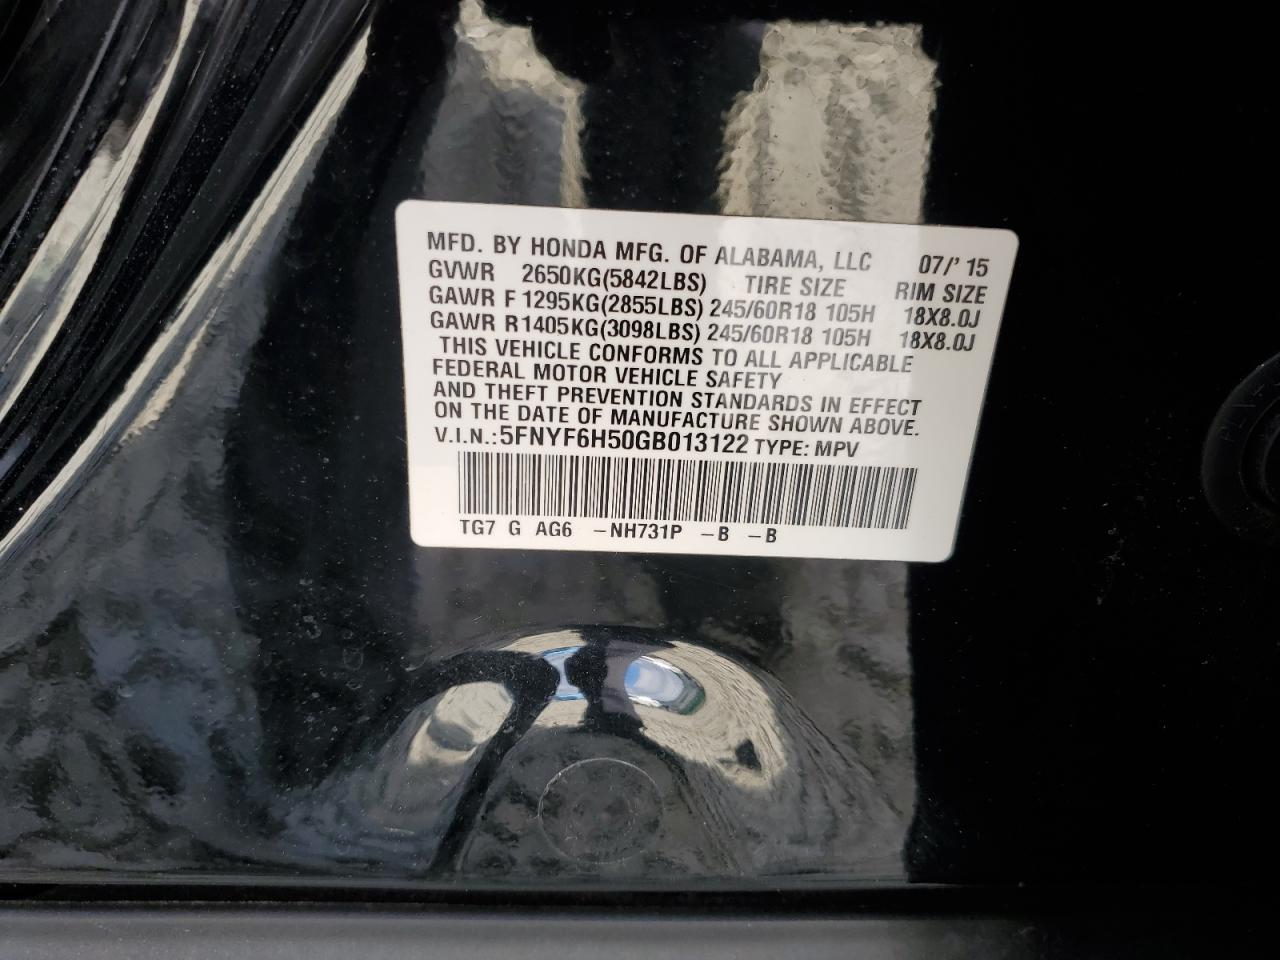 MFD. BY HONDA MFG. OF ALABAMA, LLC 07/' 15
GVWR 2650KG(5842LBS) TIRE SIZE RIM SIZE
GAWR F 1295KG(2855LBS) 245/60R18 105H 18X8.0J
GAWR R1405KG(3098LBS) 245/60R18 105H 18X8.0J
THIS VEHICLE CONFORMS TO ALL APPLICABLE
FEDERAL MOTOR VEHICLE SAFETY
AND THEFT PREVENTION STANDARDS IN EFFECT
ON THE DATE OF MANUFACTURE SHOWN ABOVE.
V.I.N.:5FNYF6H50GB013122 TYPE: MPV
TG7 G AG6 -NH731P -B -B